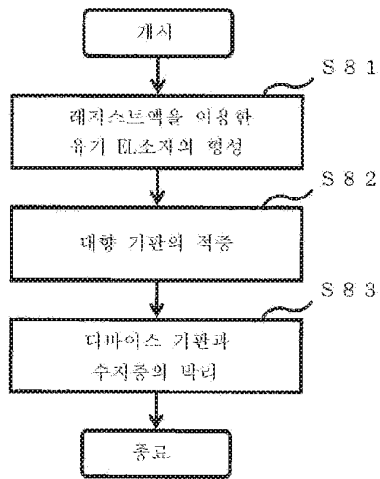 개시
S81
레지스트액을 이용한
유기 EL소자의 형성
S82
대향 기판의 적층
S83
디바이스 기판과
수지층의 박리
종료